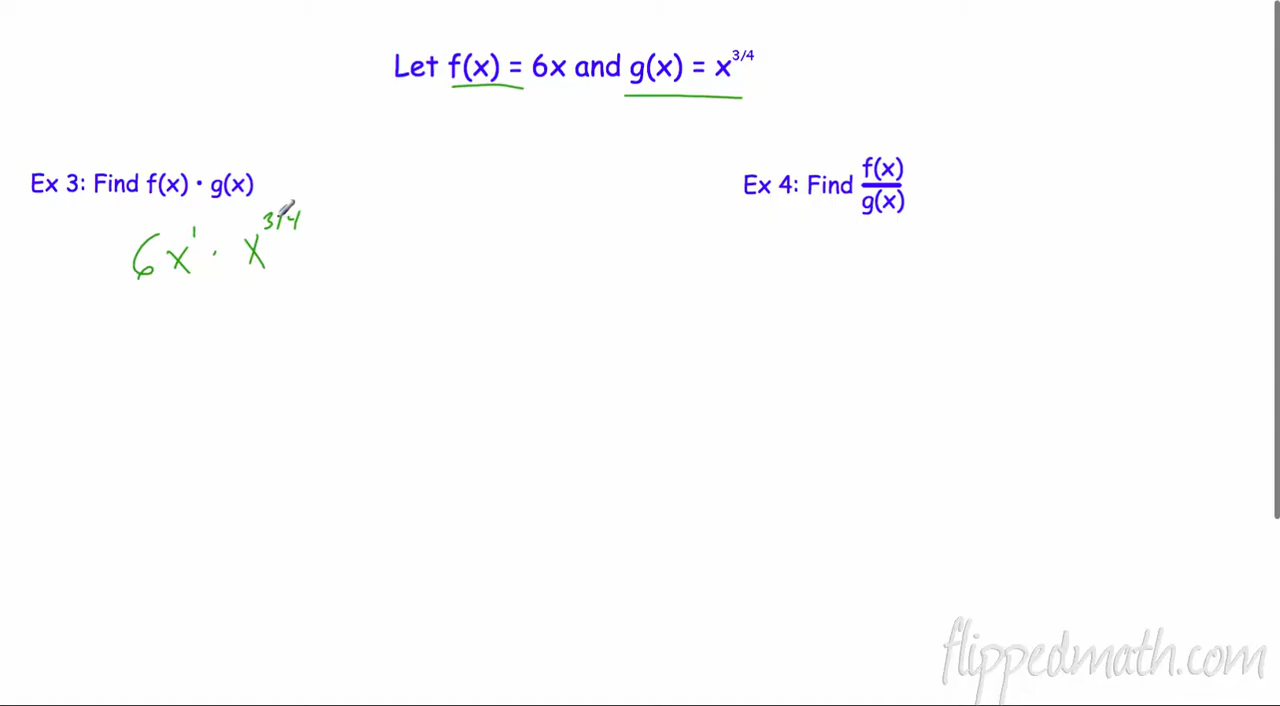 Let f(x) = 6x and g(x) = x^3/4
Ex 3: Find f(x) • g(x)
6x^1 · x^3/4
Ex 4: Find f(x)/g(x)
flippedmath.com